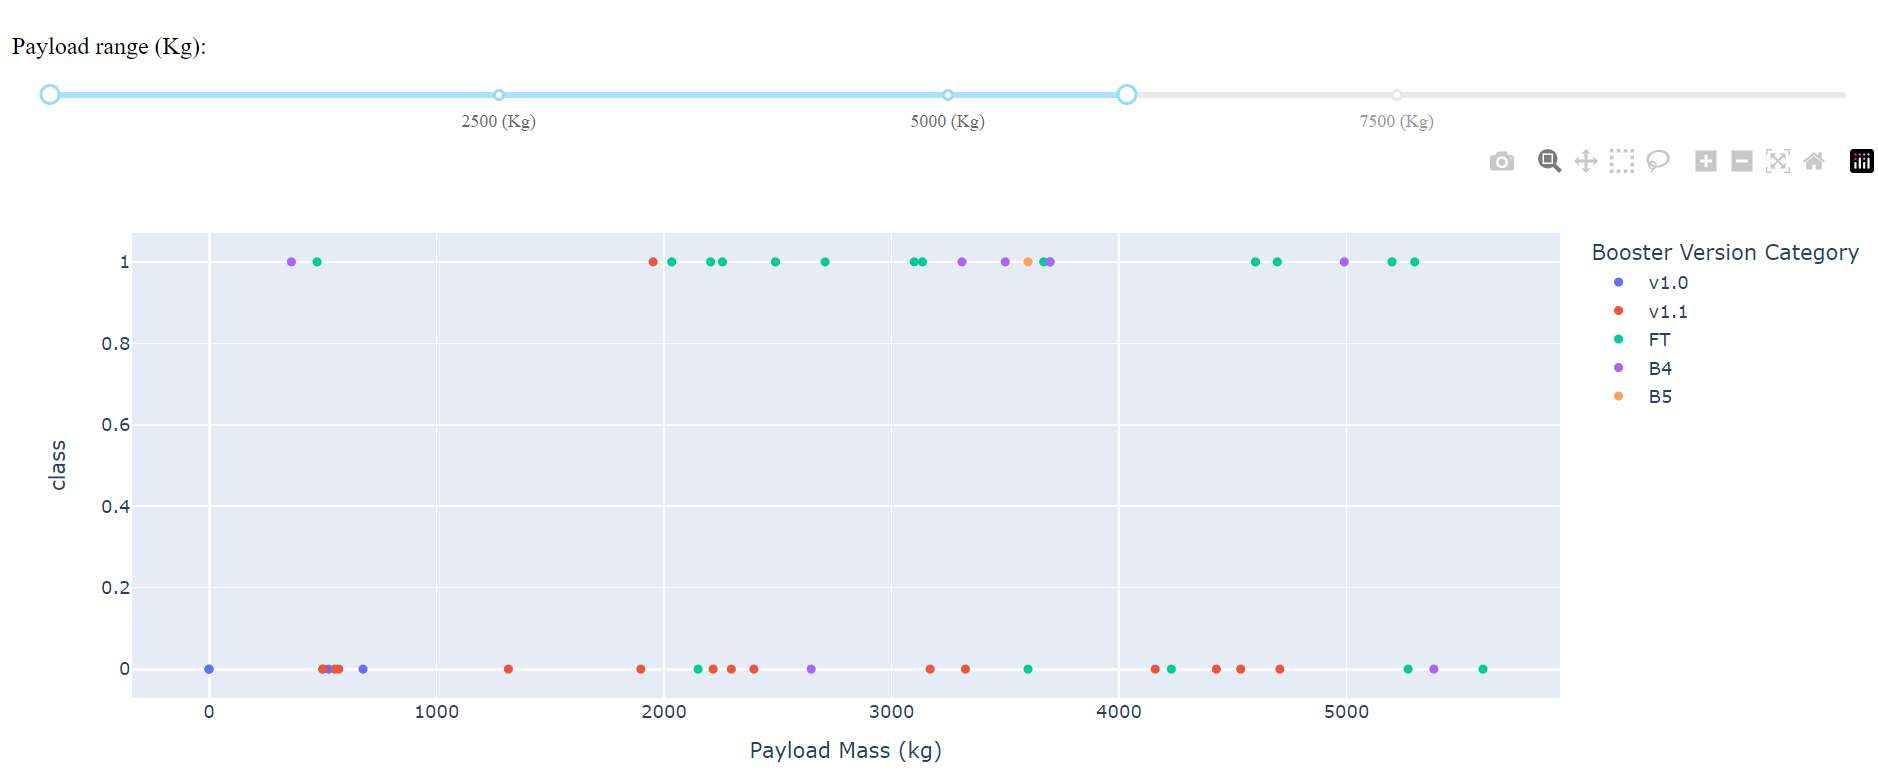 Payload range (Kg):
2500 (Kg) 5000 (Kg) 7500 (Kg)
Booster Version Category
v1.0
v1.1
FT
B4
B5
1
0.8
0.6
0.4
0.2
0
class
0 1000 2000 3000 4000 5000
Payload Mass (kg)